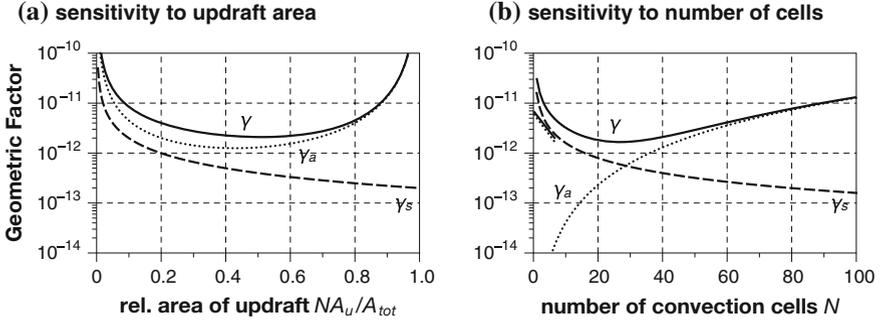 (a) sensitivity to updraft area
(b) sensitivity to number of cells
Geometric Factor
10⁻¹⁰
10⁻¹¹
10⁻¹²
10⁻¹³
10⁻¹⁴
γ
γa
γs
0 0.2 0.4 0.6 0.8 1.0
rel. area of updraft NAu/Atot
10⁻¹⁰
10⁻¹¹
10⁻¹²
10⁻¹³
10⁻¹⁴
γ
γa
γs
0 20 40 60 80 100
number of convection cells N